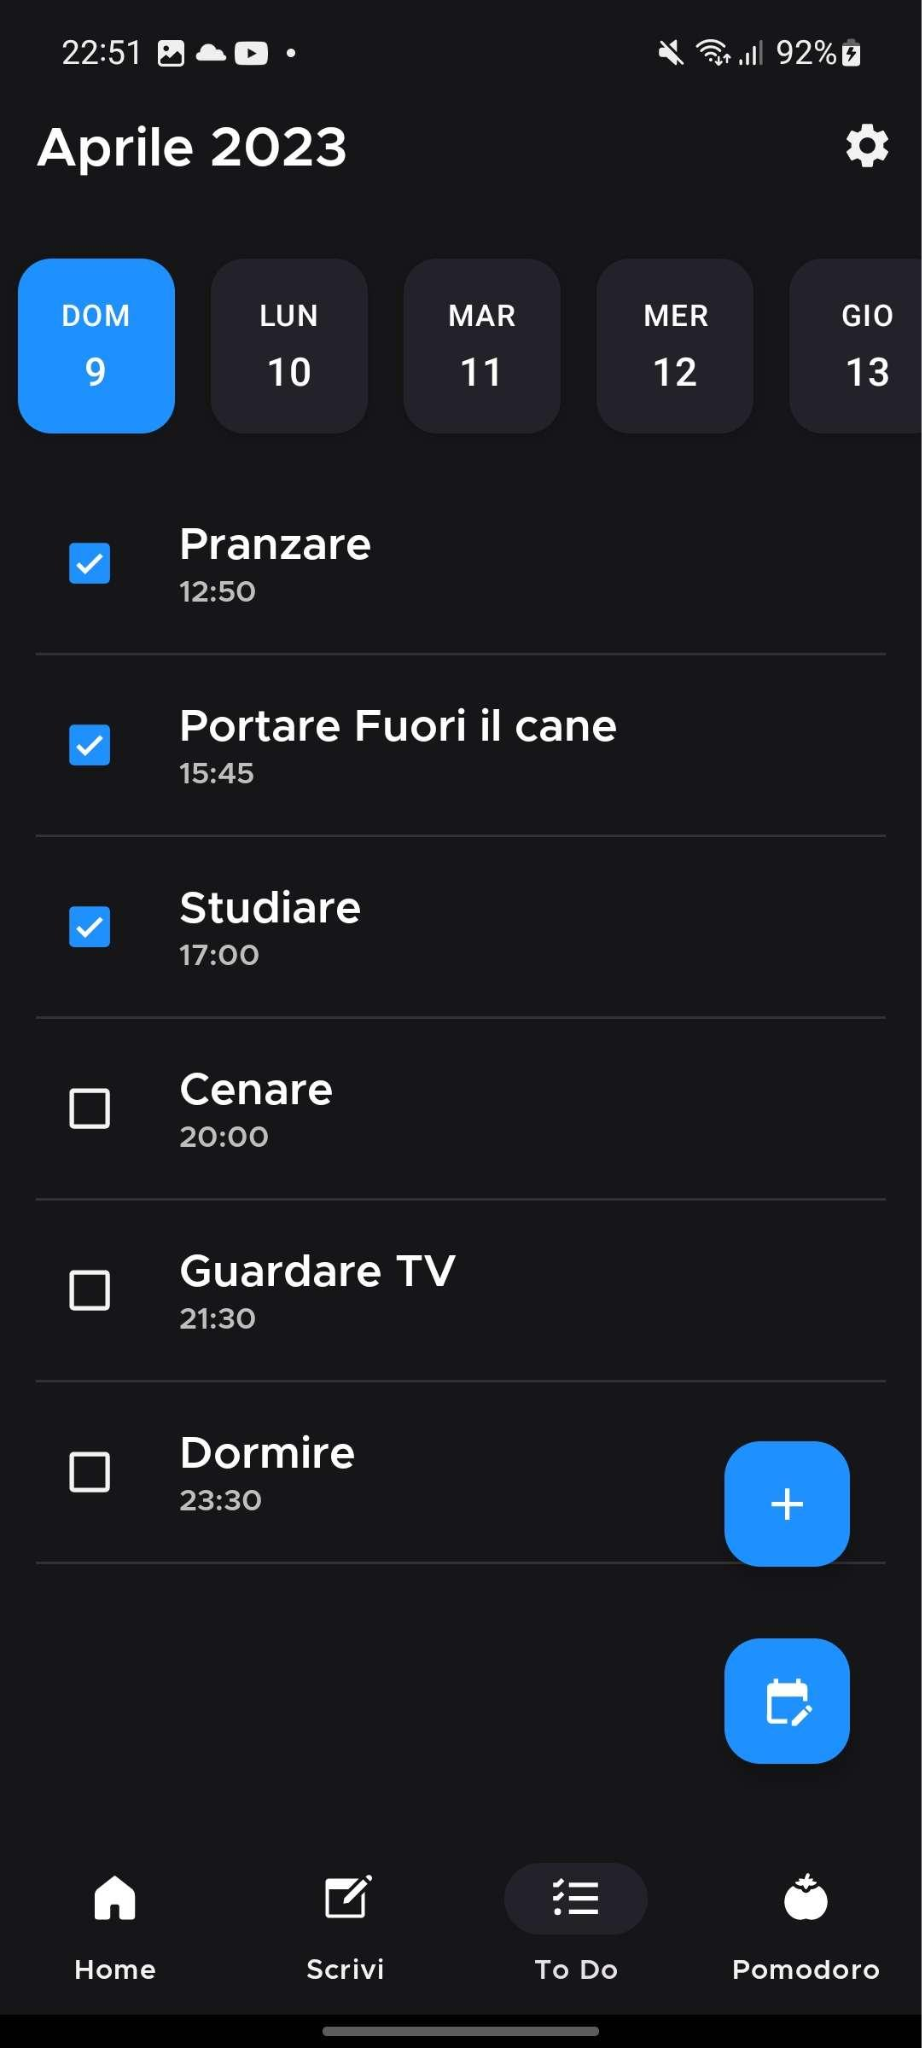 22:51
92%
Aprile 2023
DOM LUN MAR MER GIO
9 10 11 12 13
Pranzare
12:50
Portare Fuori il cane
15:45
Studiare
17:00
Cenare
20:00
Guardare TV
21:30
Dormire
23:30
Home Scrivi To Do Pomodoro